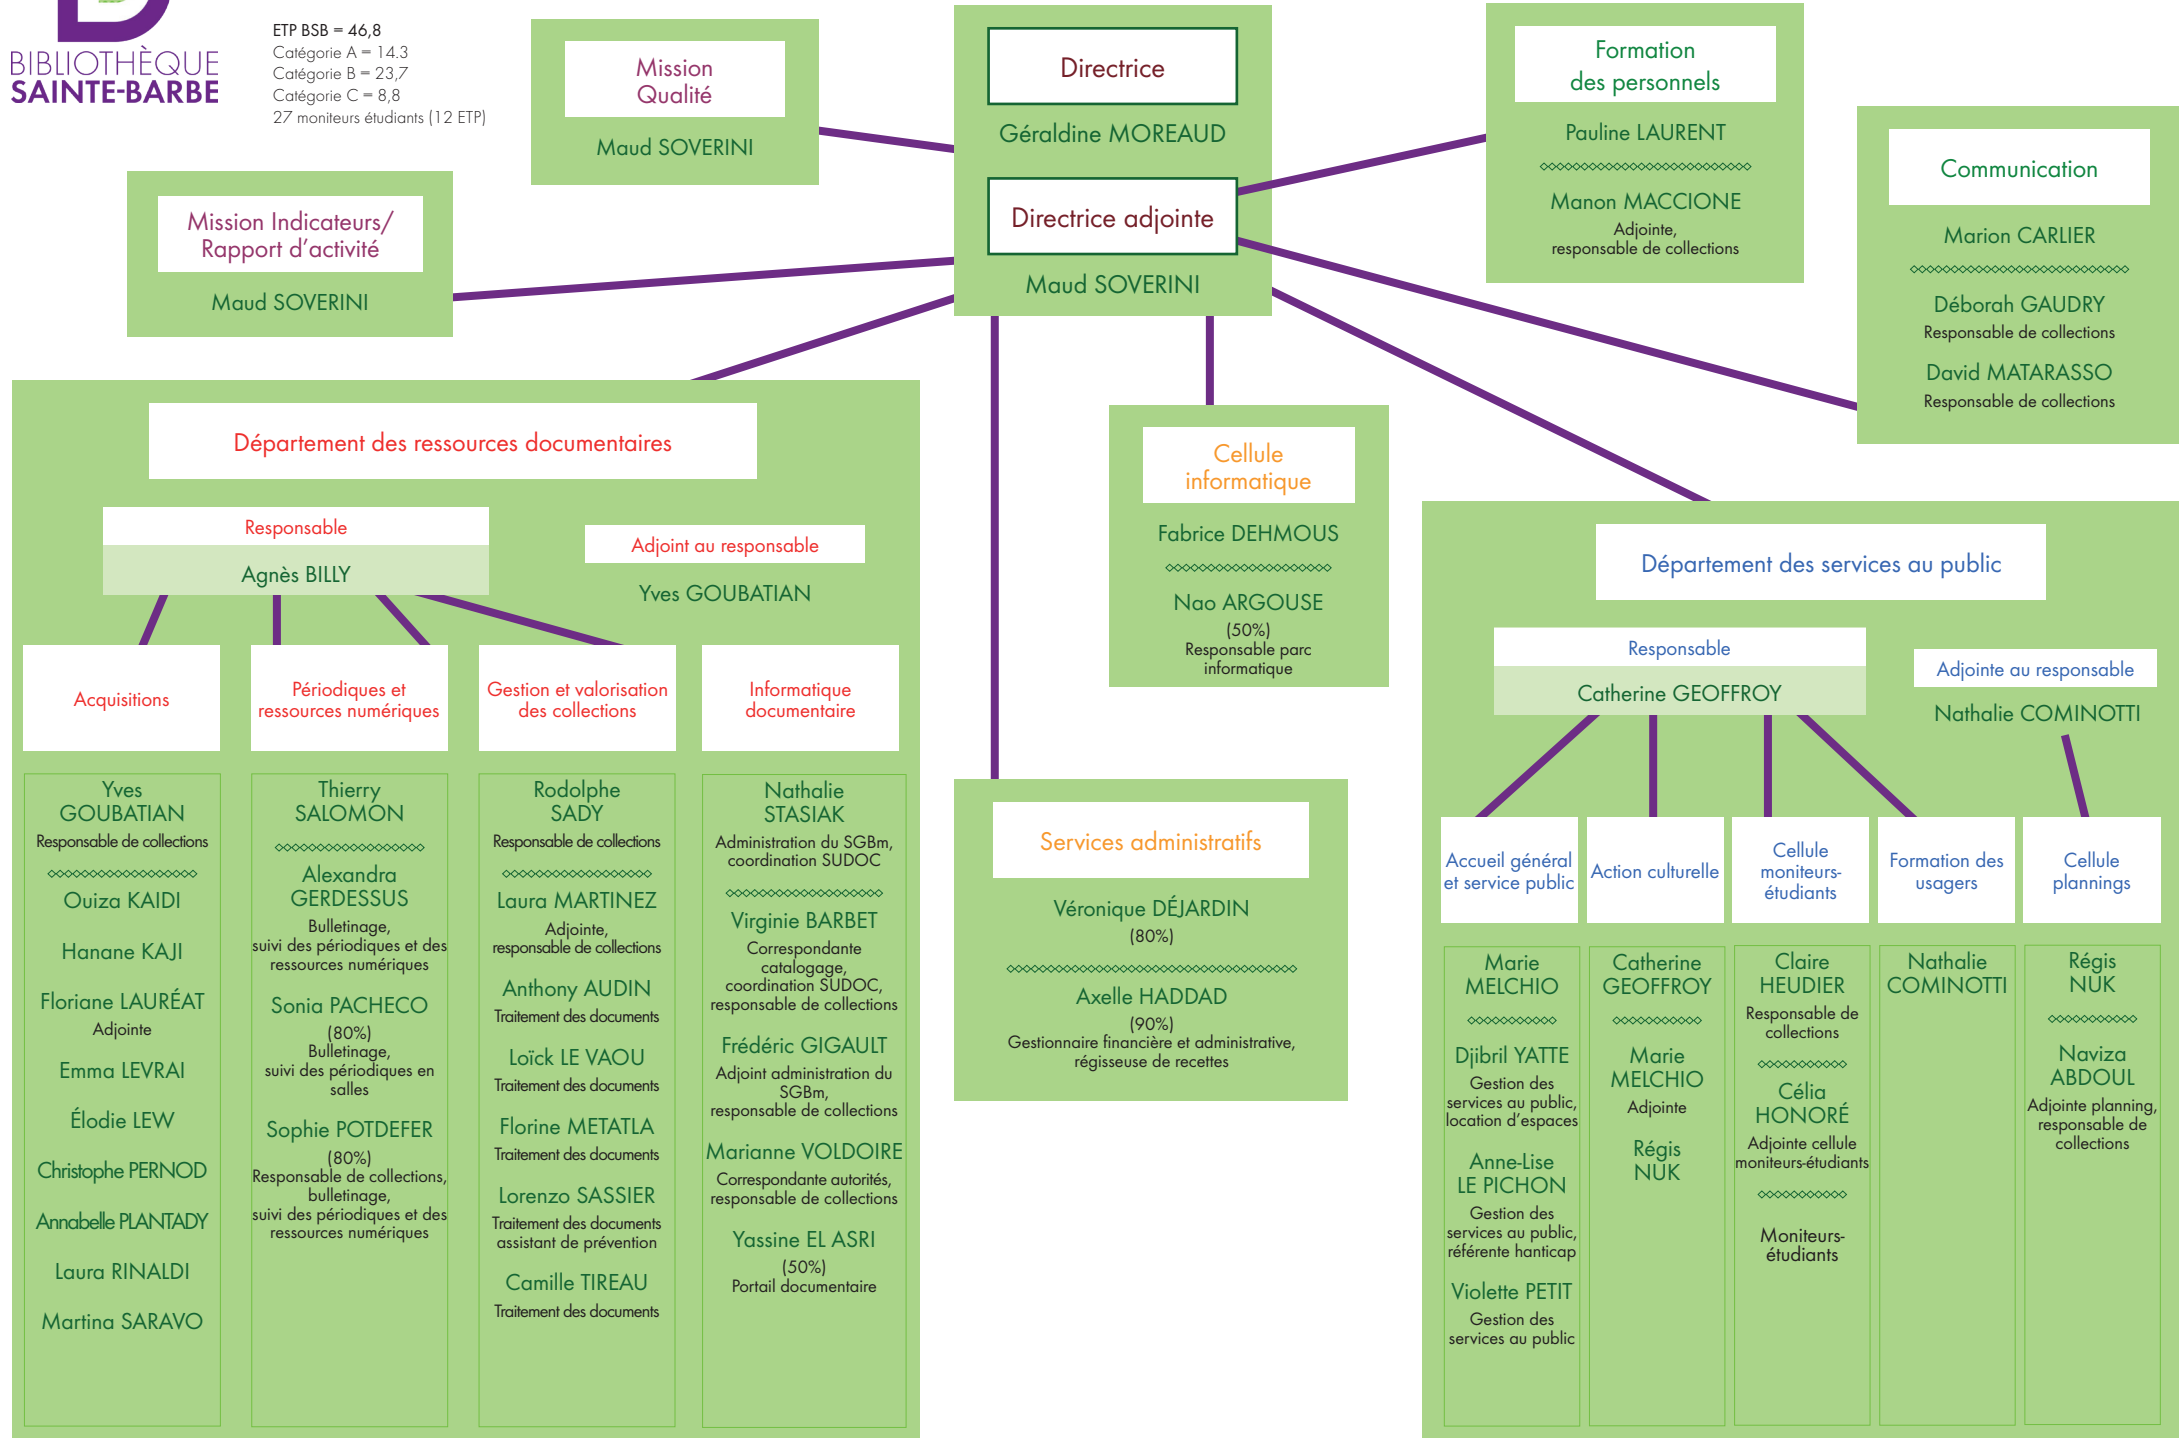 BIBLIOTHÈQUE
SAINTE-BARBE
ETP BSB = 46,8
Catégorie A = 14.3
Catégorie B = 23,7
Catégorie C = 8,8
27 moniteurs étudiants (12 ETP)
Mission
Qualité
Maud SOVERINI
Mission Indicateurs/
Rapport d’activité
Maud SOVERINI
Directrice
Géraldine MOREAUD
Directrice adjointe
Maud SOVERINI
Formation
des personnels
Pauline LAURENT
Manon MACCIONE
Adjointe,
responsable de collections
Communication
Marion CARLIER
Déborah GAUDRY
Responsable de collections
David MATARASSO
Responsable de collections
Département des ressources documentaires
Responsable
Agnès BILLY
Adjoint au responsable
Yves GOUBATIAN
Acquisitions
Yves
GOUBATIAN
Responsable de collections
Ouiza KAIDI
Hanane KAJI
Floriane LAURÉAT
Adjointe
Emma LEVRAI
Élodie LEW
Christophe PERNOD
Annabelle PLANTADY
Laura RINALDI
Martina SARAVO
Périodiques et
ressources numériques
Thierry
SALOMON
Alexandra
GERDESSUS
Bulletinage,
suivi des périodiques et des
ressources numériques
Sonia PACHECO
(80%)
Bulletinage,
suivi des périodiques en
salles
Sophie POTDEFER
(80%)
Responsable de collections,
bulletinage,
suivi des périodiques et des
ressources numériques
Gestion et valorisation
des collections
Rodolphe
SADY
Responsable de collections
Laura MARTINEZ
Adjointe,
responsable de collections
Anthony AUDIN
Traitement des documents
Loïck LE VAOU
Traitement des documents
Florine METATLA
Traitement des documents
Lorenzo SASSIER
Traitement des documents
assistant de prévention
Camille TIREAU
Traitement des documents
Informatique
documentaire
Nathalie
STASIAK
Administration du SGBm,
coordination SUDOC
Virginie BARBET
Correspondante
catalogage,
coordination SUDOC,
responsable de collections
Frédéric GIGAULT
Adjoint administration du
SGBm,
responsable de collections
Marianne VOLDOIRE
Correspondante autorités,
responsable de collections
Yassine EL ASRI
(50%)
Portail documentaire
Cellule
informatique
Fabrice DEHMOUS
Nao ARGOUSE
(50%)
Responsable parc
informatique
Services administratifs
Véronique DÉJARDIN
(80%)
Axelle HADDAD
(90%)
Gestionnaire financière et administrative,
régisseuse de recettes
Département des services au public
Responsable
Catherine GEOFFROY
Adjointe au responsable
Nathalie COMINOTTI
Accueil général
et service public
Marie
MELCHIO
Djibril YATTE
Gestion des
services au public,
location d’espaces
Anne-Lise
LE PICHON
Gestion des
services au public,
référente handicap
Violette PETIT
Gestion des
services au public
Action culturelle
Catherine
GEOFFROY
Marie
MELCHIO
Adjointe
Régis
NUK
Cellule
moniteurs-
étudiants
Claire
HEUDIER
Responsable de
collections
Célia
HONORÉ
Adjointe cellule
moniteurs-étudiants
Moniteurs-
étudiants
Formation des
usagers
Nathalie
COMINOTTI
Cellule
plannings
Régis
NUK
Naviza
ABDOUL
Adjointe planning,
responsable de
collections